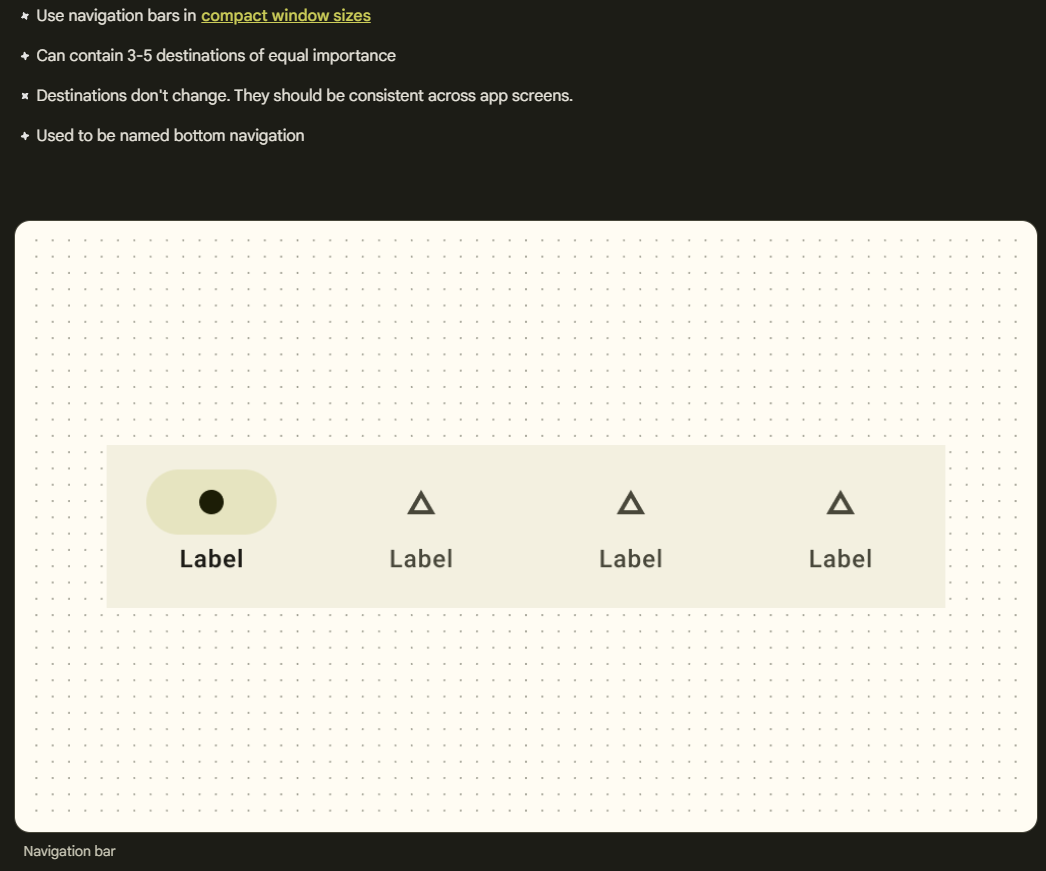 Use navigation bars in compact window sizes
Can contain 3-5 destinations of equal importance
Destinations don't change. They should be consistent across app screens.
Used to be named bottom navigation
Label Label Label Label
Navigation bar